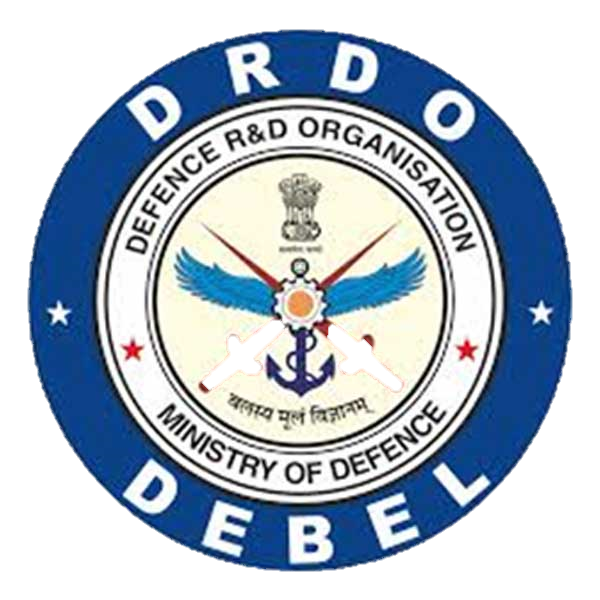 DRDO
DEFENCE R&D ORGANISATION
बलस्य मूलं विज्ञानम्
MINISTRY OF DEFENCE
DEBEL